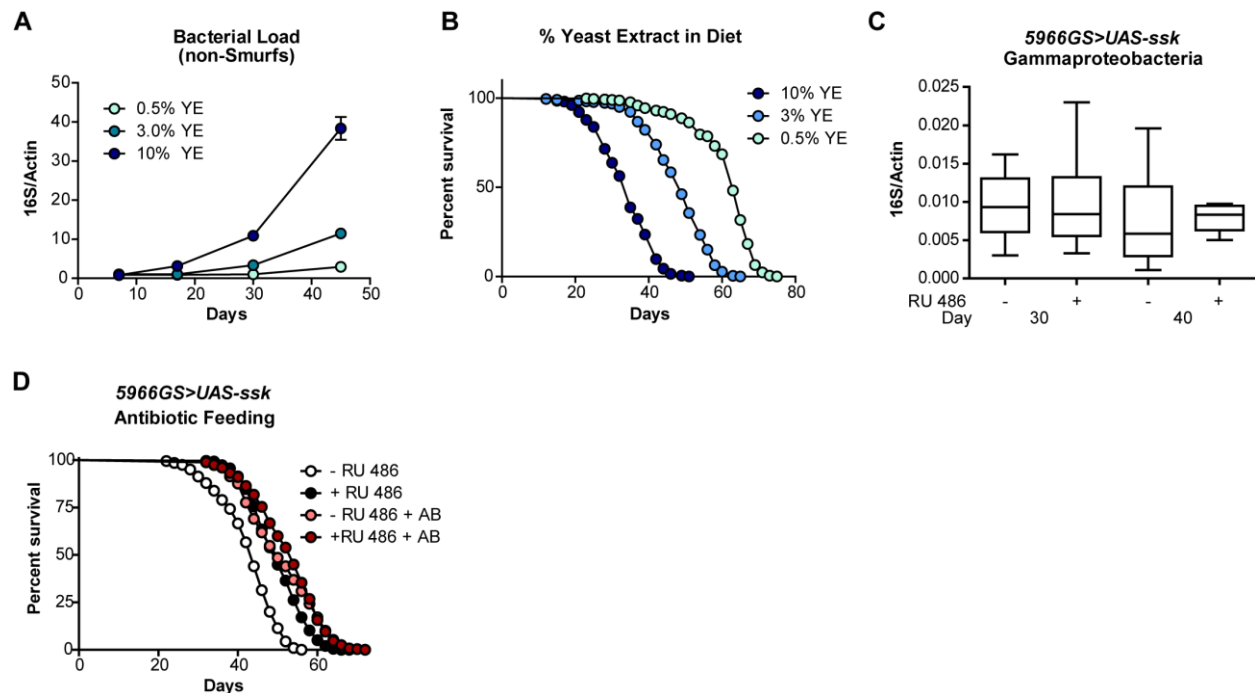 A
Bacterial Load
(non-Smurfs)
16S/Actin
50
40
30
20
10
0
0.5% YE
3.0% YE
10% YE
0 10 20 30 40 50
Days
B
% Yeast Extract in Diet
Percent survival
100
50
0
10% YE
3% YE
0.5% YE
0 20 40 60 80
Days
C
5966GS>UAS-ssk
Gammaproteobacteria
16S/Actin
0.025
0.020
0.015
0.010
0.005
0.000
RU 486 - + - +
Day 30 40
D
5966GS>UAS-ssk
Antibiotic Feeding
Percent survival
100
75
50
25
0
- RU 486
+ RU 486
- RU 486 + AB
+RU 486 + AB
0 20 40 60
Days